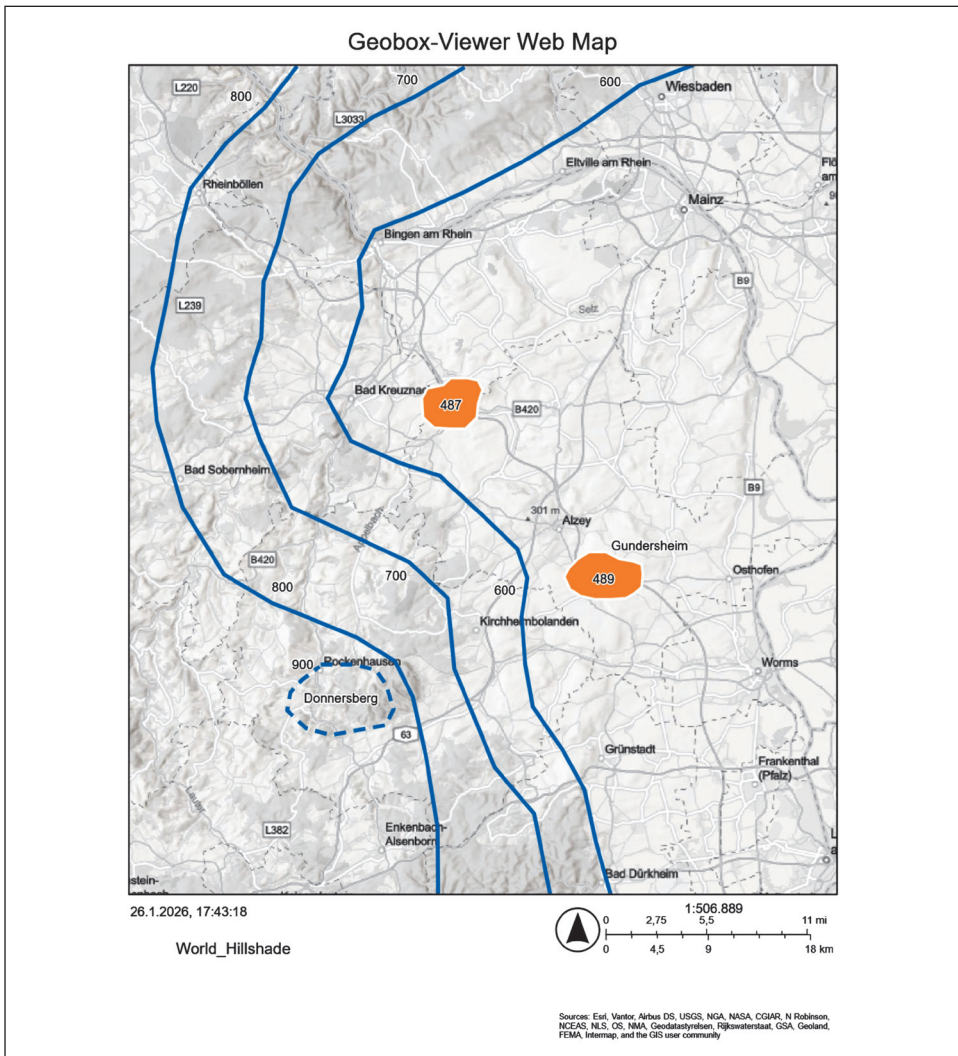 Geobox-Viewer Web Map
L220
800
700
600
Wiesbaden
L3033
Eltville am Rhein
Rheinböllen
Mainz
Bingen am Rhein
B9
L239
Selz
Bad Kreuzna
487
B420
Bad Sobernheim
B9
301 m
Alzey
Appelbach
Gundersheim
B420
489
Osthofen
800
700
600
Kirchheimbolanden
900
Rockenhausen
Worms
Donnersberg
63
Grünstadt
Frankenthal
(Pfalz)
Lauter
L382
Enkenbach-
Alsenborn
Bad Dürkheim
26.1.2026, 17:43:18
1:506.889
0 2,75 5,5 11 mi
0 4,5 9 18 km
World_Hillshade
Sources: Esri, Vantor, Airbus DS, USGS, NGA, NASA, CGIAR, N Robinson,
NCEAS, NLS, OS, NMA, Geodatastyrelsen, Rijkswaterstaat, GSA, Geoland,
FEMA, Intermap, and the GIS user community